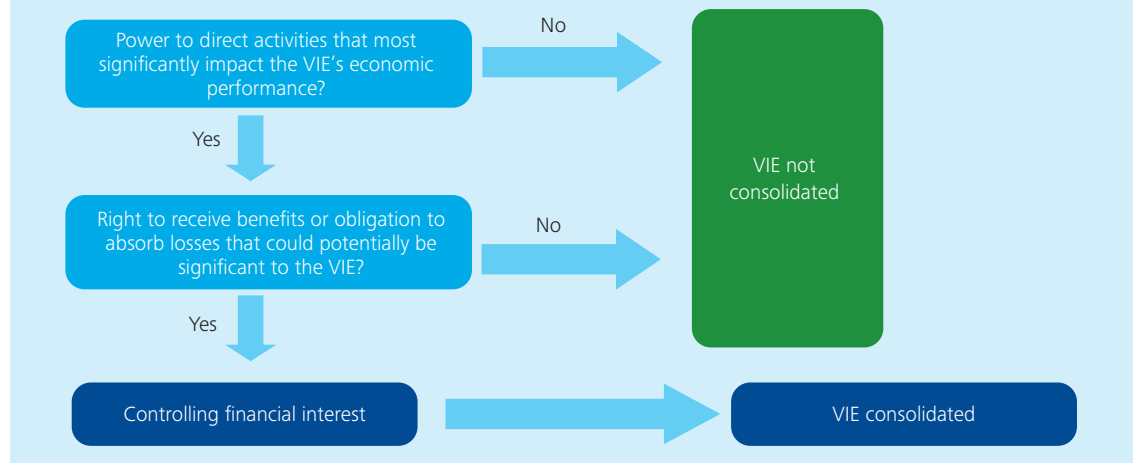 Power to direct activities that most
significantly impact the VIE’s economic
performance?
No
Yes
VIE not
consolidated
Right to receive benefits or obligation to
absorb losses that could potentially be
significant to the VIE?
No
Yes
Controlling financial interest
VIE consolidated